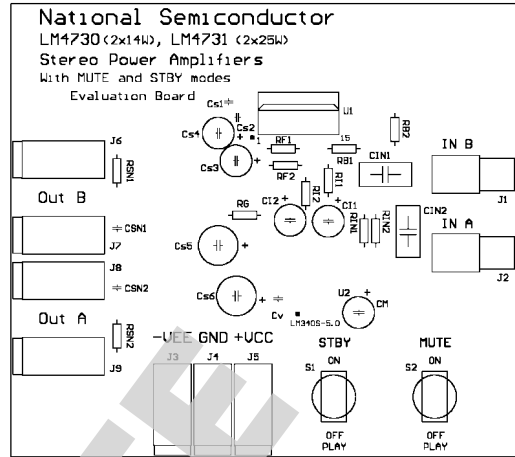 National Semiconductor
LM4730 (2x14W), LM4731 (2x25W)
Stereo Power Amplifiers
With MUTE and STBY modes
Evaluation Board
Cs1
U1
Cs2
Cs4
1
RF1
15
RB2
J6
Cs3
RB1
CIN1
IN B
RSN1
RF2
RI1
RI2
J1
Out B
RG
CI2
CI1
RIN1
RIN2
CIN2
IN A
CSN1
J7
Cs5
J8
J2
CSN2
Cs6
U2
CM
Cv
LM340S-5.0
Out A
RSN2
-VEE GND +VCC
STBY
MUTE
J9
J3
J4
J5
S1
ON
S2
ON
OFF
PLAY
OFF
PLAY